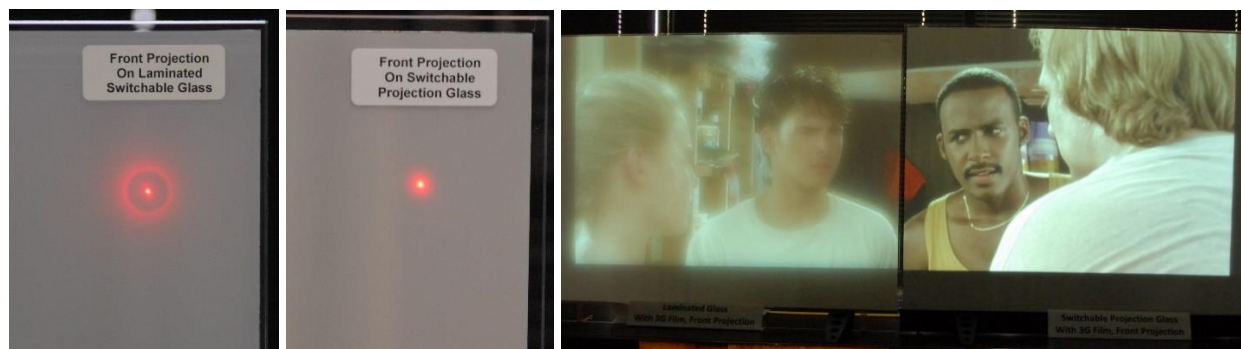 Front Projection
On Laminated
Switchable Glass
Front Projection
On Switchable
Projection Glass
Laminated Glass
With 3G Film, Front Projection
Switchable Projection Glass
With 3G Film, Front Projection